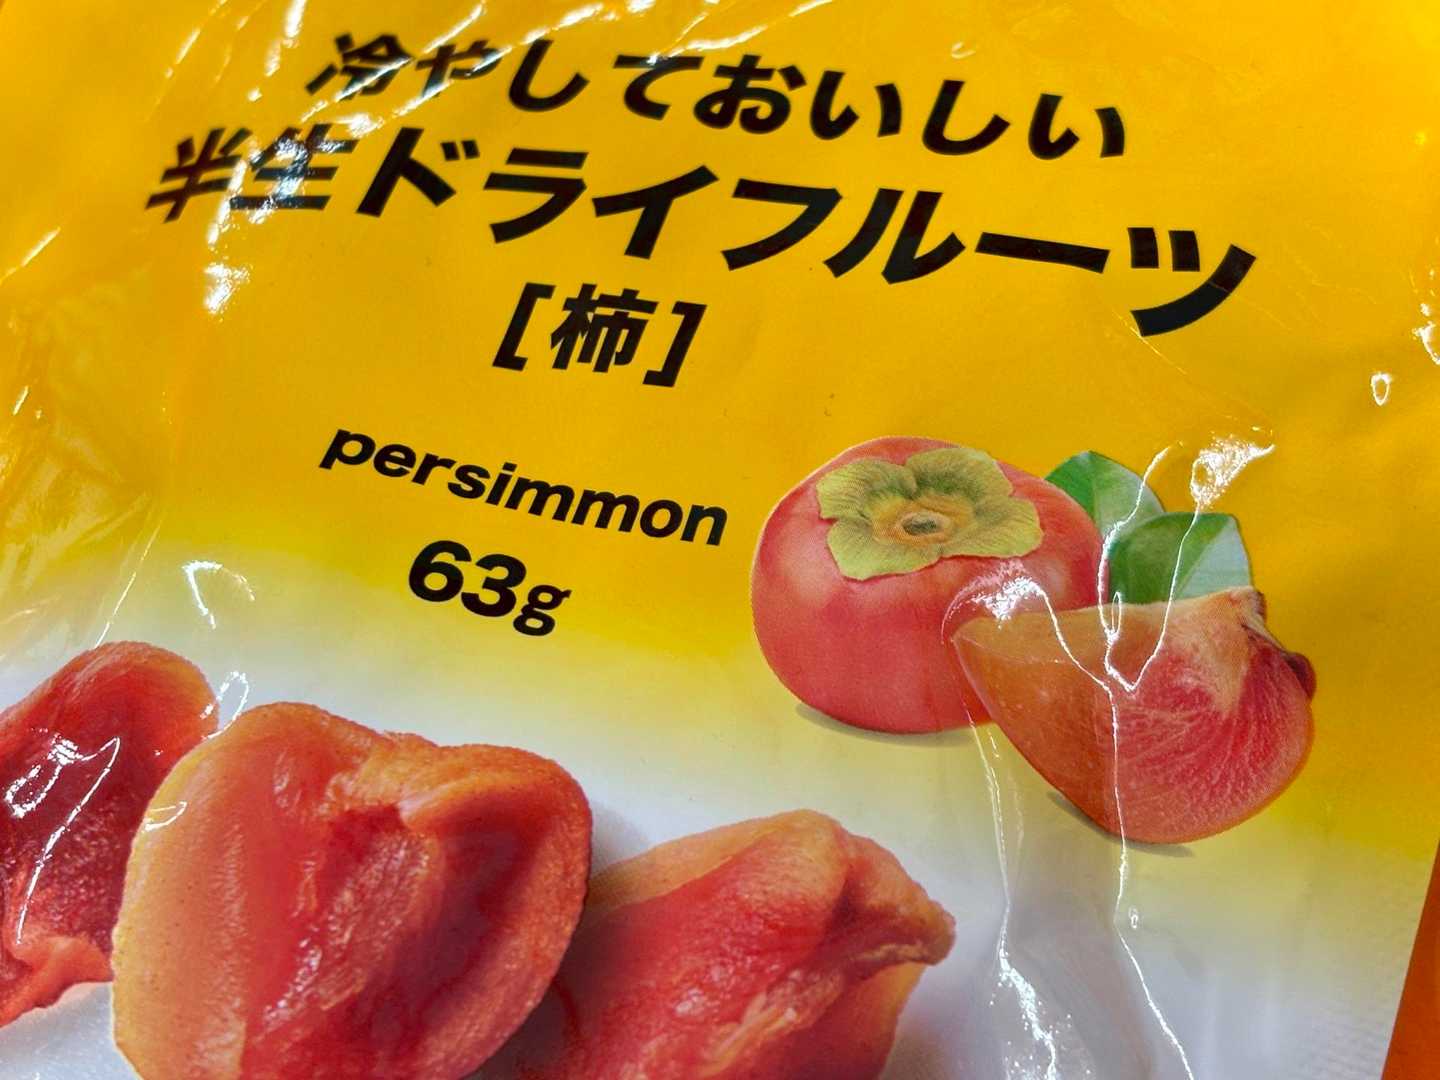 冷やしておいしい
半生ドライフルーツ
[柿]
persimmon
63g